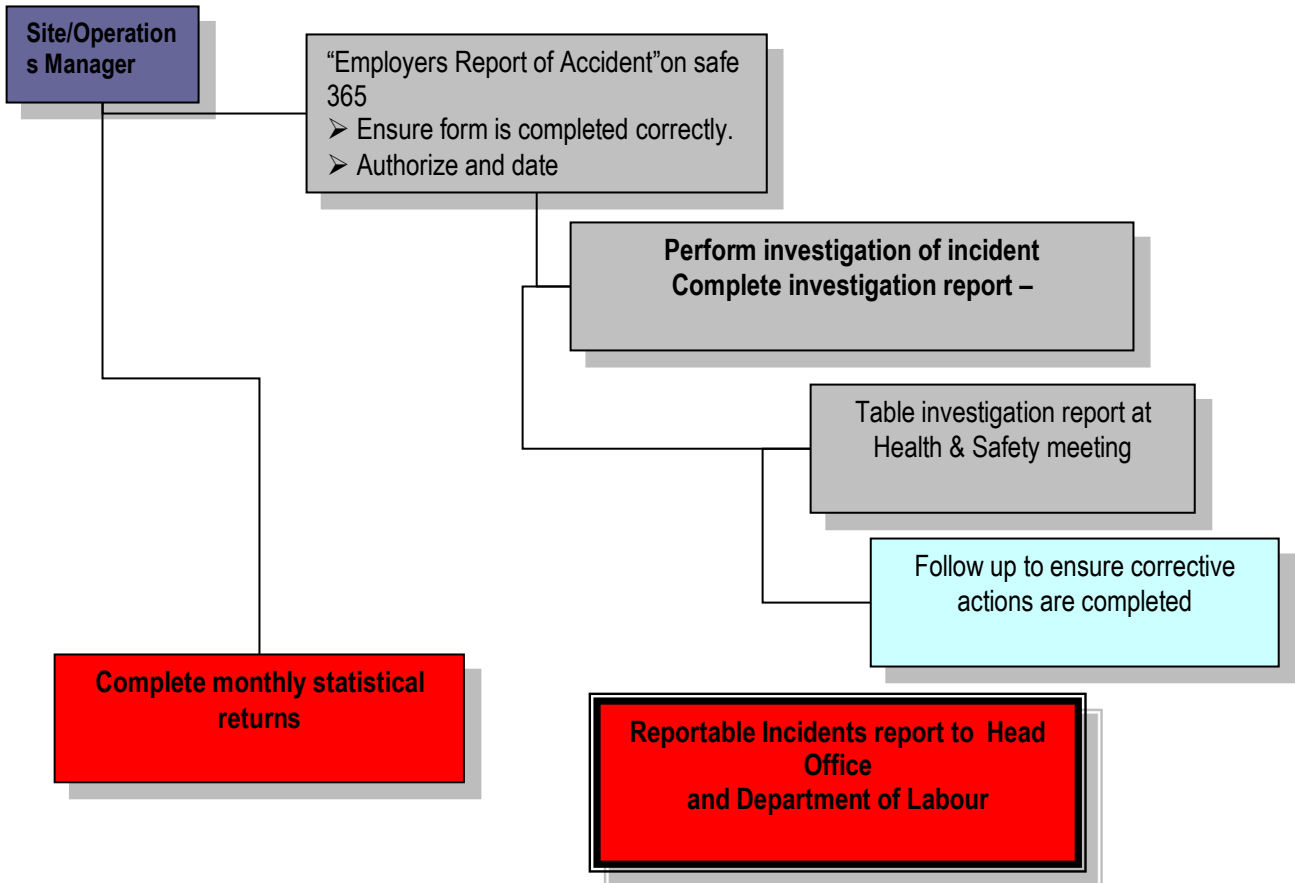 Site/Operation
s Manager
“Employers Report of Accident”on safe
365
➢ Ensure form is completed correctly.
➢ Authorize and date
Perform investigation of incident
Complete investigation report –
Table investigation report at
Health & Safety meeting
Follow up to ensure corrective
actions are completed
Complete monthly statistical
returns
Reportable Incidents report to Head
Office
and Department of Labour